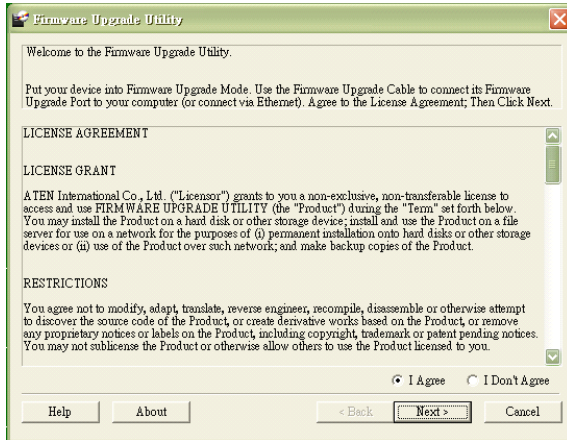 Firmware Upgrade Utility
Welcome to the Firmware Upgrade Utility.
Put your device into Firmware Upgrade Mode. Use the Firmware Upgrade Cable to connect its Firmware
Upgrade Port to your computer (or connect via Ethernet). Agree to the License Agreement; Then Click Next.
LICENSE AGREEMENT
LICENSE GRANT
ATEN International Co., Ltd. ("Licensor") grants to you a non-exclusive, non-transferable license to
access and use FIRMWARE UPGRADE UTILITY (the "Product") during the "Term" set forth below.
You may install the Product on a hard disk or other storage device; install and use the Product on a file
server for use on a network for the purposes of (i) permanent installation onto hard disks or other storage
devices or (ii) use of the Product over such network; and make backup copies of the Product.
RESTRICTIONS
You agree not to modify, adapt, translate, reverse engineer, recompile, disassemble or otherwise attempt
to discover the source code of the Product, or create derivative works based on the Product, or remove
any proprietary notices or labels on the Product, including copyright, trademark or patent pending notices.
You may not sublicense the Product or otherwise allow others to use the Product licensed to you.
I Agree I Don't Agree
Help About < Back Next > Cancel